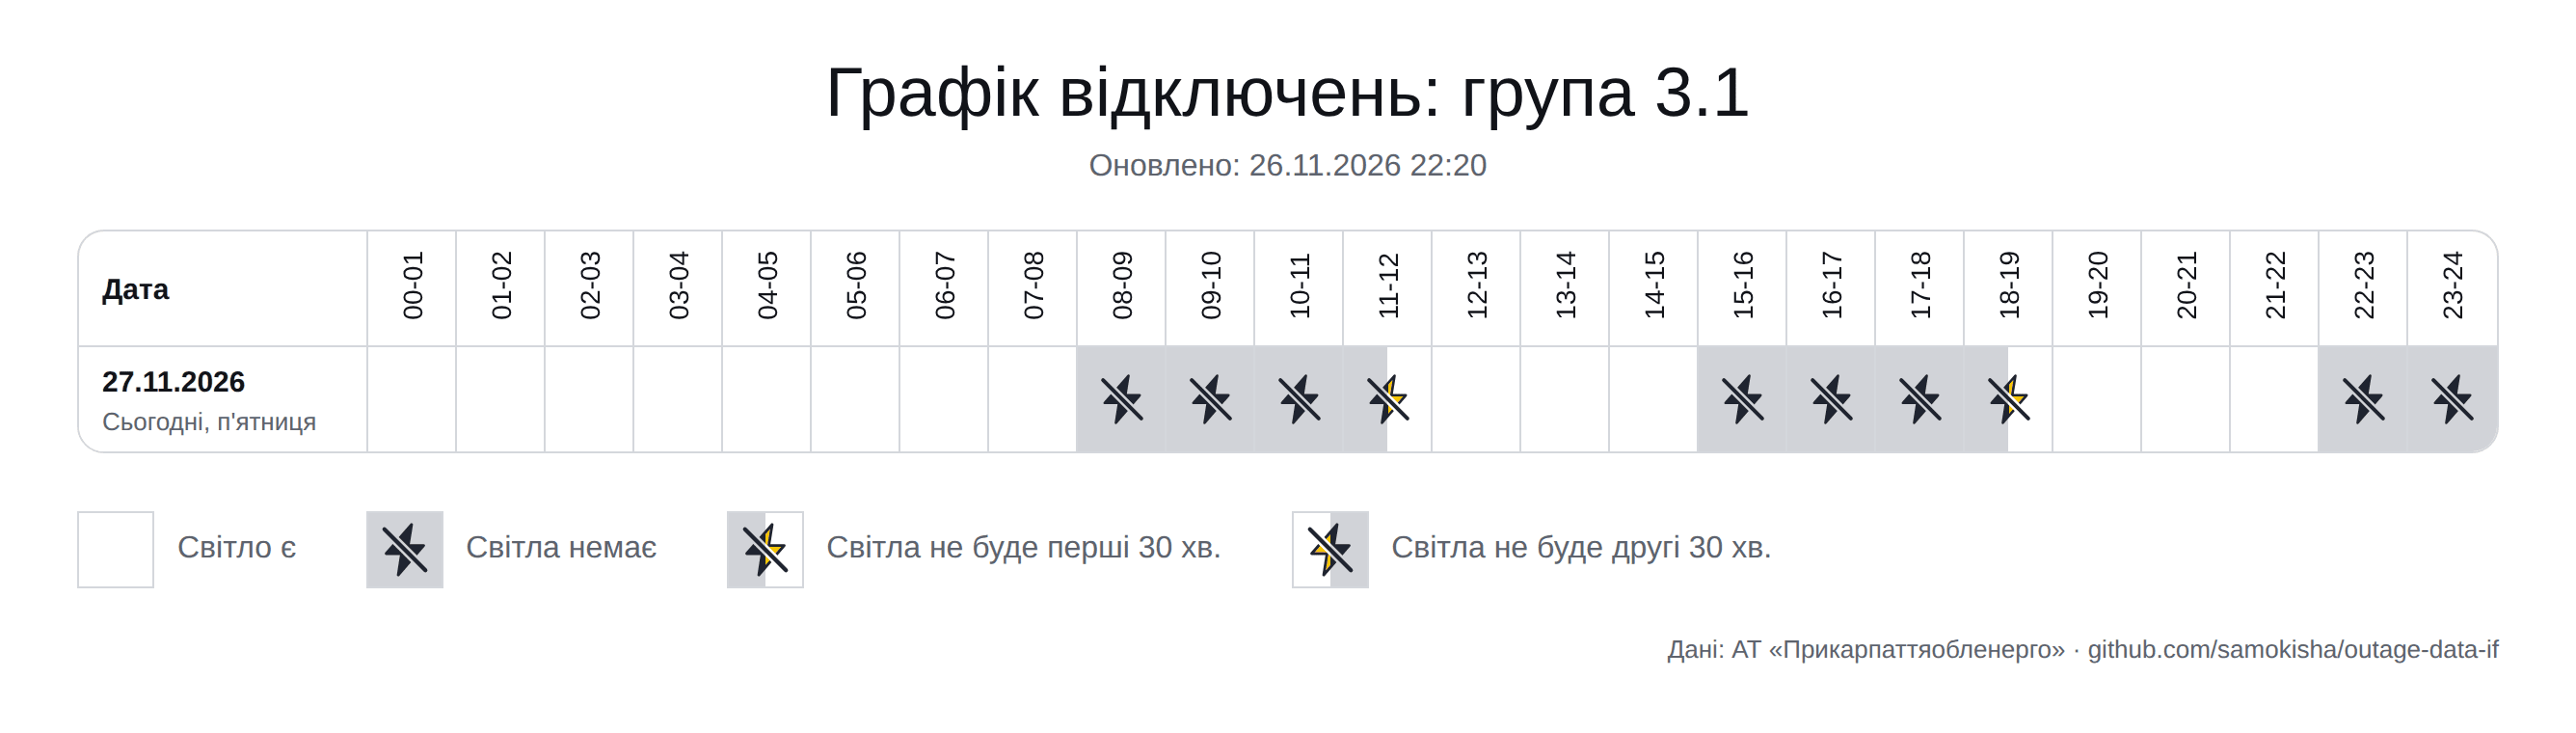 Графік відключень: група 3.1
Оновлено: 26.11.2026 22:20
Дата 00-01 01-02 02-03 03-04 04-05 05-06 06-07 07-08 08-09 09-10 10-11 11-12 12-13 13-14 14-15 15-16 16-17 17-18 18-19 19-20 20-21 21-22 22-23 23-24
27.11.2026
Сьогодні, п'ятниця
Світло є Світла немає Світла не буде перші 30 хв. Світла не буде другі 30 хв.
Дані: АТ «Прикарпаттяобленерго» · github.com/samokisha/outage-data-if